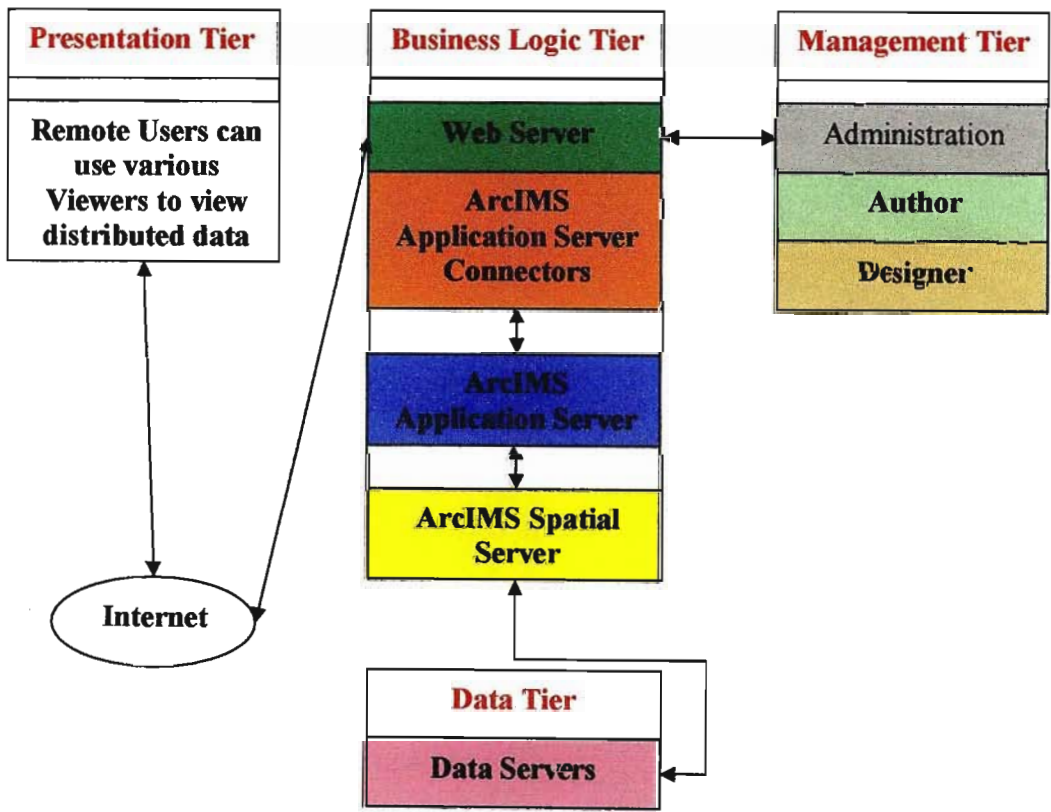 Presentation Tier
Remote Users can
use various
Viewers to view
distributed data
Internet
Business Logic Tier
Web Server
ArcIMS
Application Server
Connectors
ArcIMS
Application Server
ArcIMS Spatial
Server
Data Tier
Data Servers
Management Tier
Administration
Author
Designer